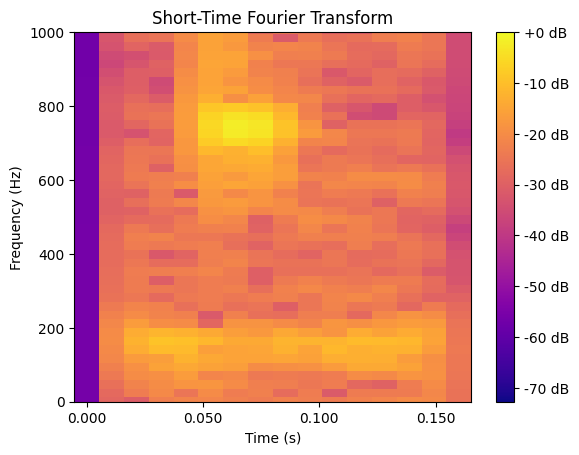 Short-Time Fourier Transform
Frequency (Hz)
1000
800
600
400
200
0
0.000
0.050
0.100
0.150
Time (s)
+0 dB
-10 dB
-20 dB
-30 dB
-40 dB
-50 dB
-60 dB
-70 dB